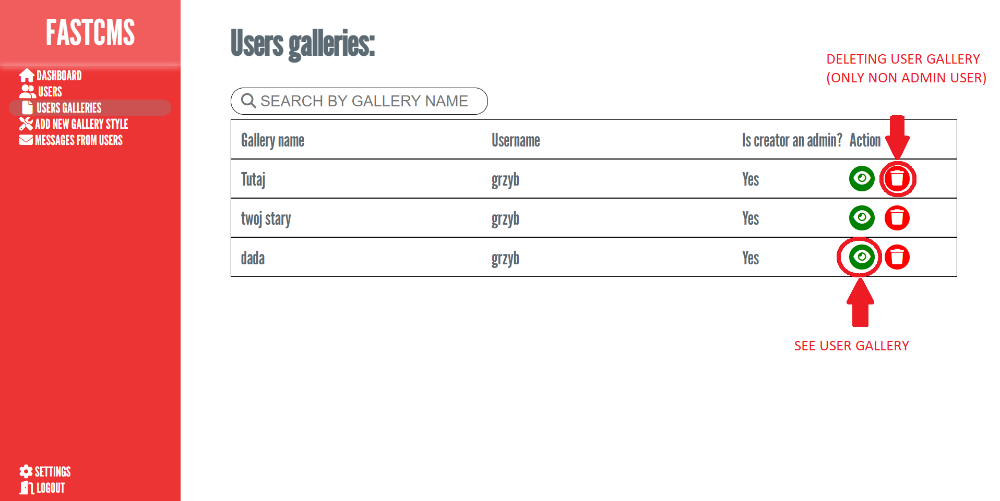 FASTCMS
DASHBOARD
USERS
USERS GALLERIES
ADD NEW GALLERY STYLE
MESSAGES FROM USERS
SETTINGS
LOGOUT
Users galleries:
DELETING USER GALLERY
(ONLY NON ADMIN USER)
SEARCH BY GALLERY NAME
Gallery name Username Is creator an admin? Action
Tutaj grzyb Yes
twoj stary grzyb Yes
dada grzyb Yes
SEE USER GALLERY